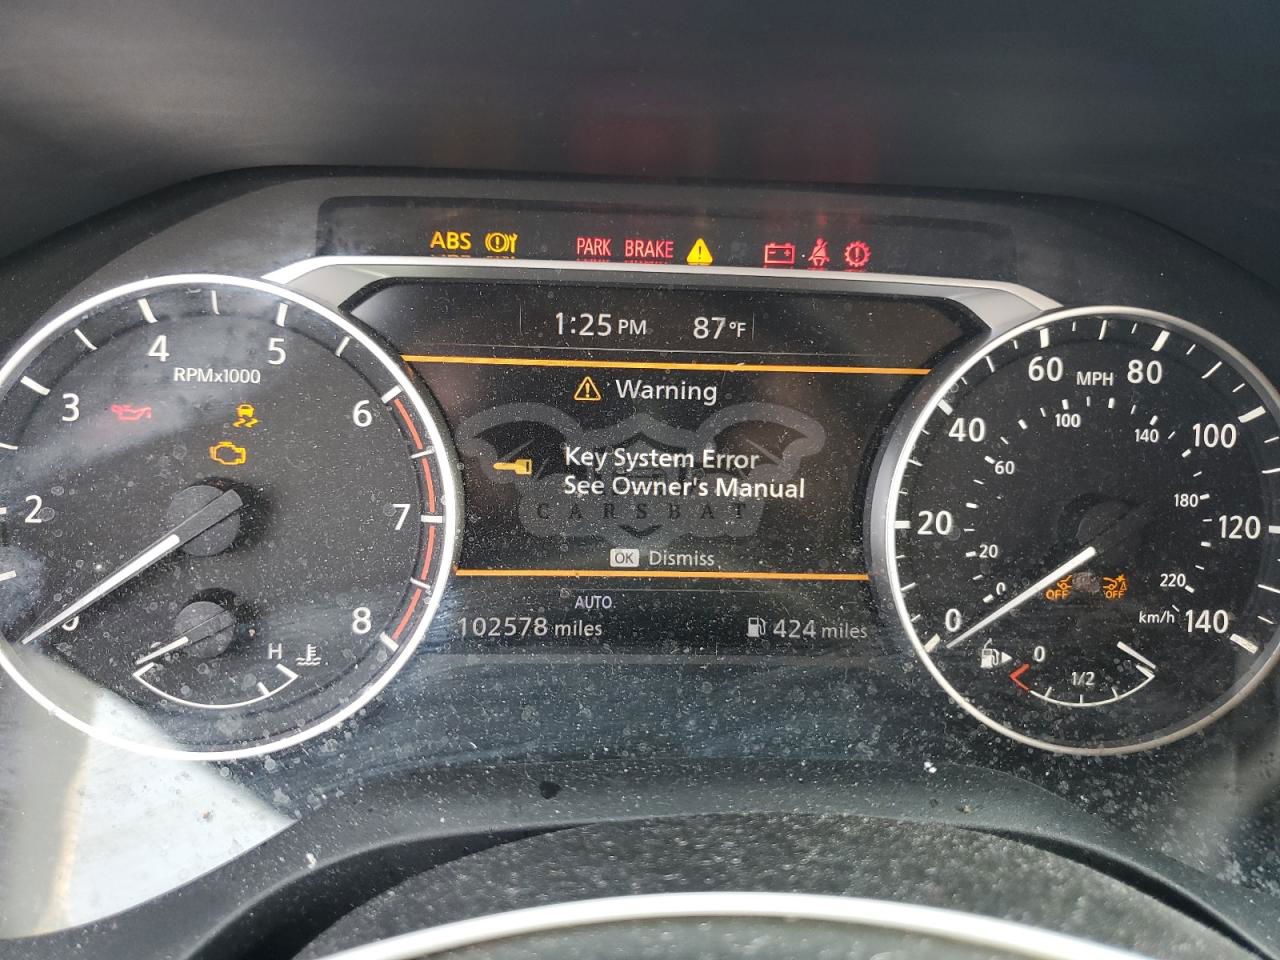 ABS PARK BRAKE
1:25 PM 87°F
Warning
Key System Error
See Owner's Manual
CARSBAT
OK Dismiss
AUTO
102578 miles 424 miles
RPMx1000
2 3 4 5 6 7 8
H
MPH
0 20 40 60 80 100 120 140
km/h
0 20 60 100 140 180 220
OFF OFF
0 1/2